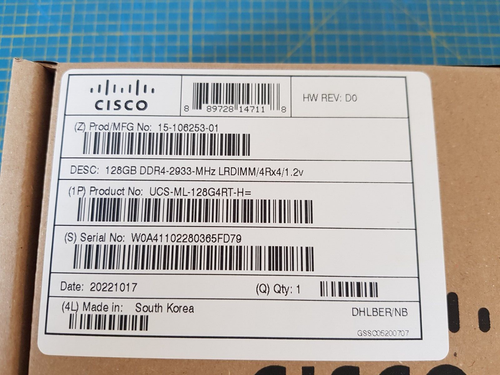 CISCO
8 89728 14711 8
HW REV: D0
(Z) Prod/MFG No: 15-106253-01
DESC: 128GB DDR4-2933-MHz LRDIMM/4Rx4/1.2v
(1P) Product No: UCS-ML-128G4RT-H=
(S) Serial No: W0A41102280365FD79
Date: 20221017
(Q) Qty: 1
(4L) Made in: South Korea
DHLBER/NB
GSSC06200707